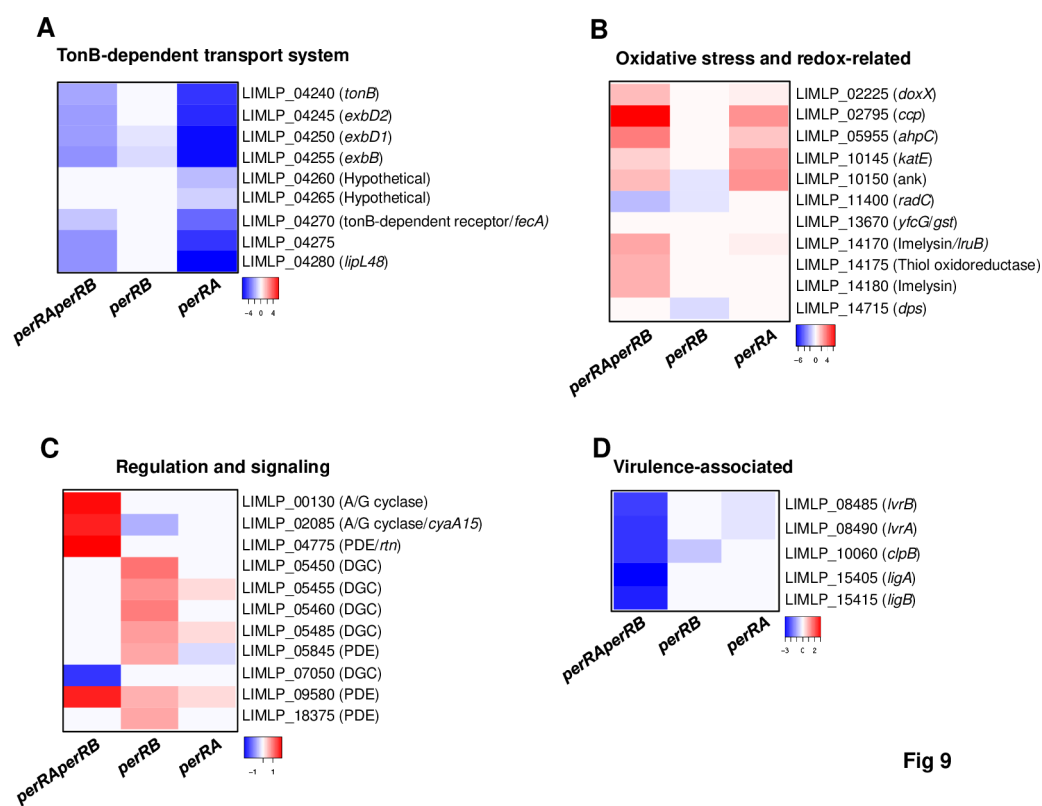 A
TonB-dependent transport system
LIMLP_04240 (tonB)
LIMLP_04245 (exbD2)
LIMLP_04250 (exbD1)
LIMLP_04255 (exbB)
LIMLP_04260 (Hypothetical)
LIMLP_04265 (Hypothetical)
LIMLP_04270 (tonB-dependent receptor/fecA)
LIMLP_04275
LIMLP_04280 (lipL48)
perRAperRB
perRB
perRA
-4 0 4
B
Oxidative stress and redox-related
LIMLP_02225 (doxX)
LIMLP_02795 (ccp)
LIMLP_05955 (ahpC)
LIMLP_10145 (katE)
LIMLP_10150 (ank)
LIMLP_11400 (radC)
LIMLP_13670 (yfcG/gst)
LIMLP_14170 (Imelysin/lruB)
LIMLP_14175 (Thiol oxidoreductase)
LIMLP_14180 (Imelysin)
LIMLP_14715 (dps)
perRAperRB
perRB
perRA
-6 0 4
C
Regulation and signaling
LIMLP_00130 (A/G cyclase)
LIMLP_02085 (A/G cyclase/cyaA15)
LIMLP_04775 (PDE/rtn)
LIMLP_05450 (DGC)
LIMLP_05455 (DGC)
LIMLP_05460 (DGC)
LIMLP_05485 (DGC)
LIMLP_05845 (PDE)
LIMLP_07050 (DGC)
LIMLP_09580 (PDE)
LIMLP_18375 (PDE)
perRAperRB
perRB
perRA
-1 1
D
Virulence-associated
LIMLP_08485 (lvrB)
LIMLP_08490 (lvrA)
LIMLP_10060 (clpB)
LIMLP_15405 (ligA)
LIMLP_15415 (ligB)
perRAperRB
perRB
perRA
-3 C 2
Fig 9